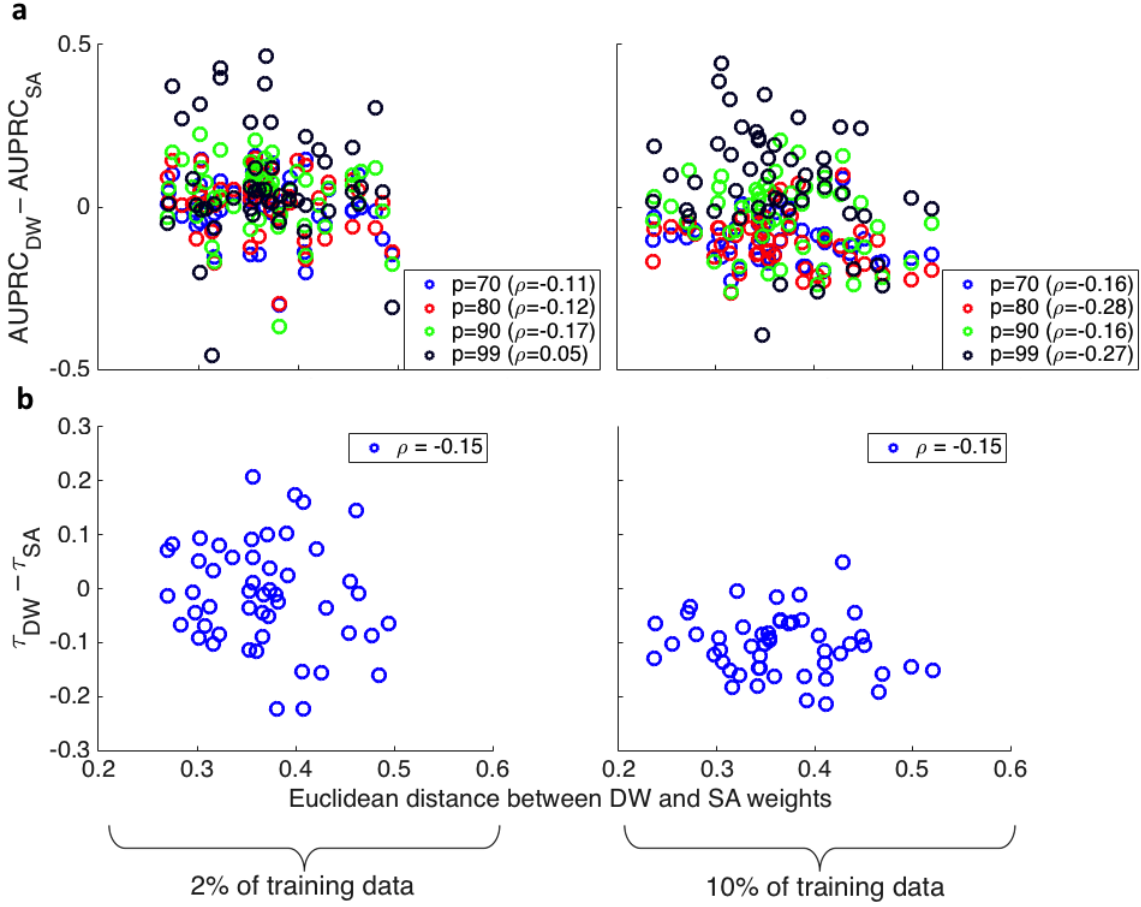 a
AUPRC_DW − AUPRC_SA
0.5
0
-0.5
p=70 (ρ=-0.11)
p=80 (ρ=-0.12)
p=90 (ρ=-0.17)
p=99 (ρ=0.05)
p=70 (ρ=-0.16)
p=80 (ρ=-0.28)
p=90 (ρ=-0.16)
p=99 (ρ=-0.27)
b
τ_DW − τ_SA
0.3
0.2
0.1
0
-0.1
-0.2
-0.3
ρ = -0.15
ρ = -0.15
0.2 0.3 0.4 0.5 0.6
0.2 0.3 0.4 0.5 0.6
Euclidean distance between DW and SA weights
2% of training data
10% of training data